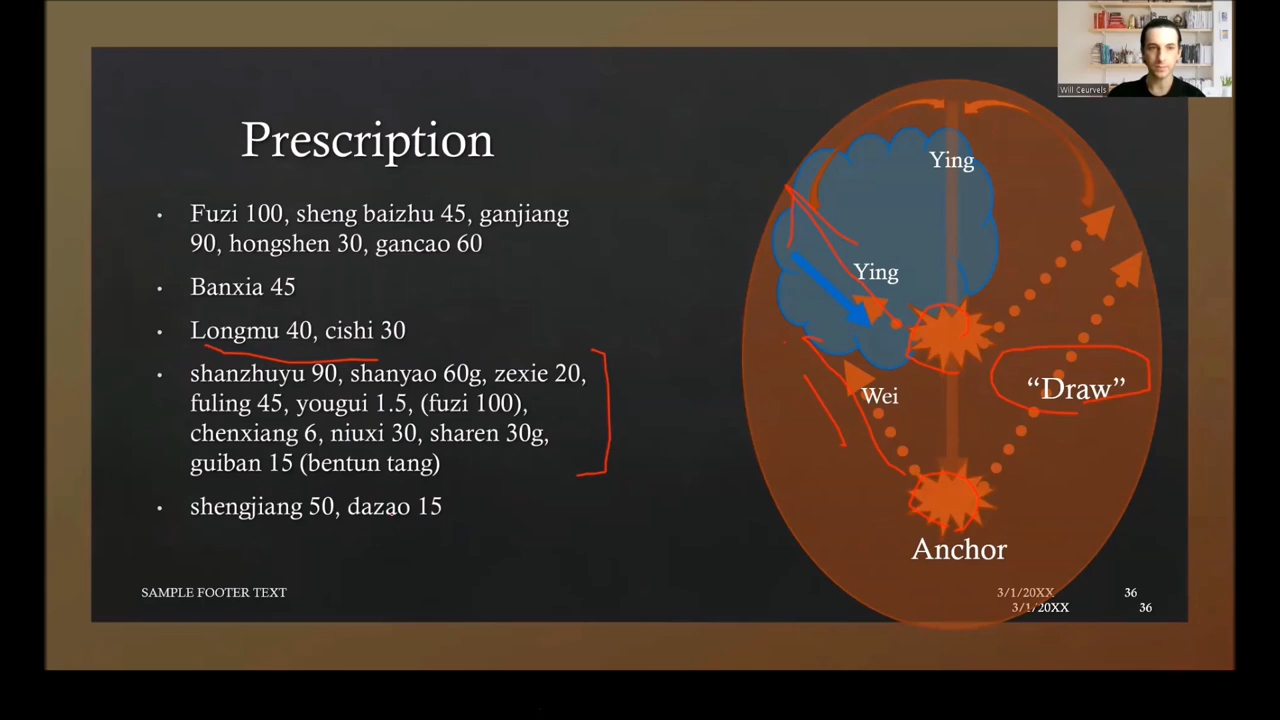 Will Ceurvels
Prescription
Fuzi 100, sheng baizhu 45, ganjiang
90, hongshen 30, gancao 60
Banxia 45
Longmu 40, cishi 30
shanzhuyu 90, shanyao 60g, zexie 20,
fuling 45, yougui 1.5, (fuzi 100),
chenxiang 6, niuxi 30, sharen 30g,
guiban 15 (bentun tang)
shengjiang 50, dazao 15
Ying
Ying
Wei
“Draw”
Anchor
SAMPLE FOOTER TEXT
3/1/20XX 36
3/1/20XX 36